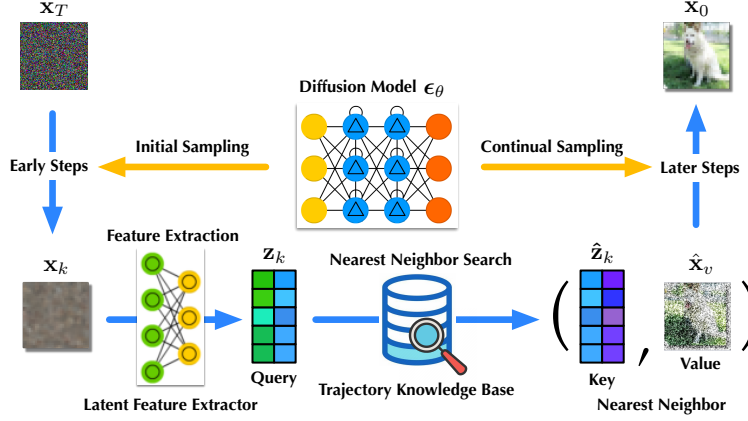 𝐱_T
𝐱_0
Diffusion Model ϵ_θ
Initial Sampling
Continual Sampling
Early Steps
Later Steps
Feature Extraction
𝐱_k
𝐳_k
Nearest Neighbor Search
𝐳̂_k
𝐱̂_v
( , )
Query
Key
Value
Latent Feature Extractor
Trajectory Knowledge Base
Nearest Neighbor